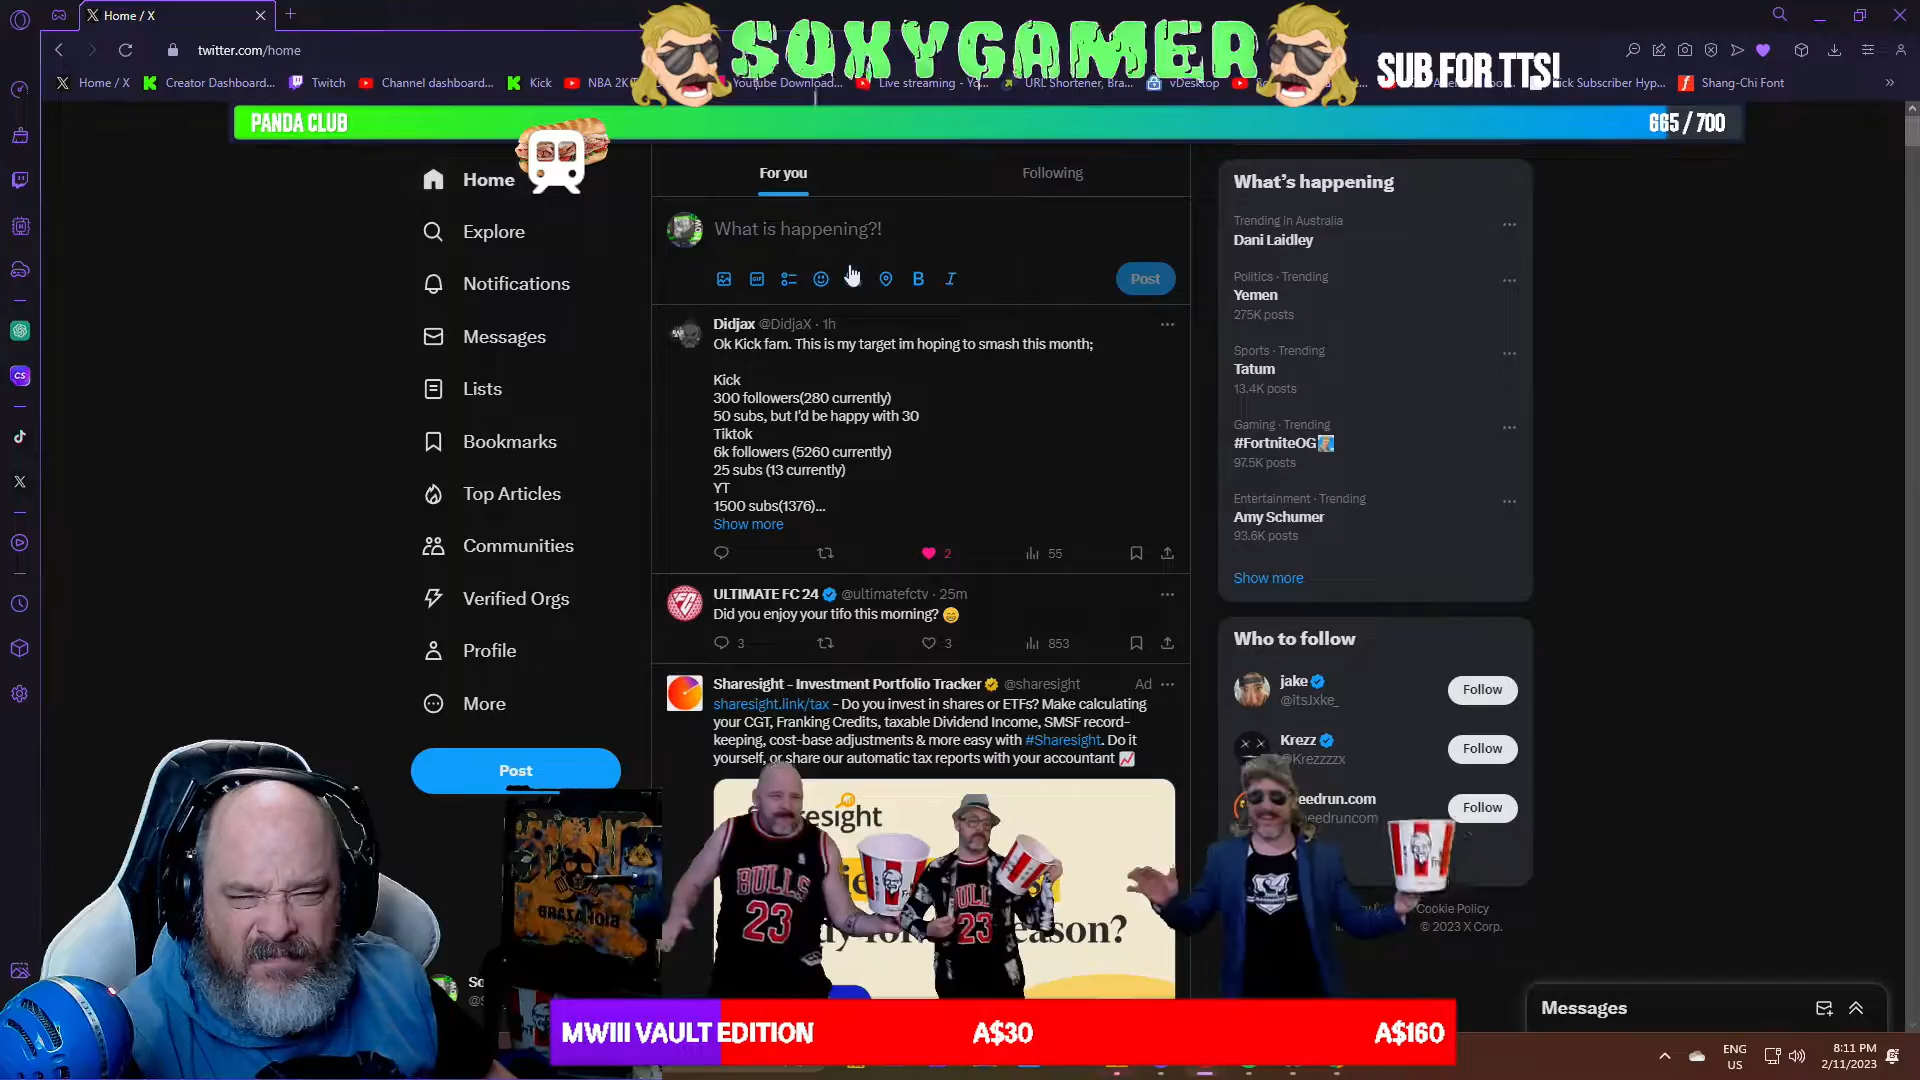 Home / X
twitter.com/home
SOXYGAMER
SUB FOR TTS!
Home / X
Creator Dashboard...
Twitch
Channel dashboard...
Kick
NBA 2K
Youtube Download...
Live streaming - Yo...
URL Shortener, Bra...
vDesktop
Kick Subscriber Hyp...
Shang-Chi Font
PANDA CLUB
665 / 700
Home
Explore
Notifications
Messages
Lists
Bookmarks
Top Articles
Communities
Verified Orgs
Profile
More
Post
For you
Following
What is happening?!
GIF
B
I
Post
Didjax @DidjaX · 1h
Ok Kick fam. This is my target im hoping to smash this month;
Kick
300 followers(280 currently)
50 subs, but I'd be happy with 30
Tiktok
6k followers (5260 currently)
25 subs (13 currently)
YT
1500 subs(1376)...
Show more
2
55
ULTIMATE FC 24 @ultimatefctv · 25m
Did you enjoy your tifo this morning? 😁
3
3
853
Sharesight - Investment Portfolio Tracker @sharesight
Ad
sharesight.link/tax - Do you invest in shares or ETFs? Make calculating
your CGT, Franking Credits, taxable Dividend Income, SMSF record-
keeping, cost-base adjustments & more easy with #Sharesight. Do it
yourself, or share our automatic tax reports with your accountant 📈
What's happening
Trending in Australia
Dani Laidley
Politics · Trending
Yemen
275K posts
Sports · Trending
Tatum
13.4K posts
Gaming · Trending
#FortniteOG
97.5K posts
Entertainment · Trending
Amy Schumer
93.6K posts
Show more
Who to follow
jake
@itsJxke_
Follow
Krezz
@Krezzzzx
Follow
Follow
Cookie Policy
© 2023 X Corp.
BULLS
23
23
BIOHAZARD
Messages
MWIII VAULT EDITION
A$30
A$160
ENG
US
8:11 PM
2/11/2023